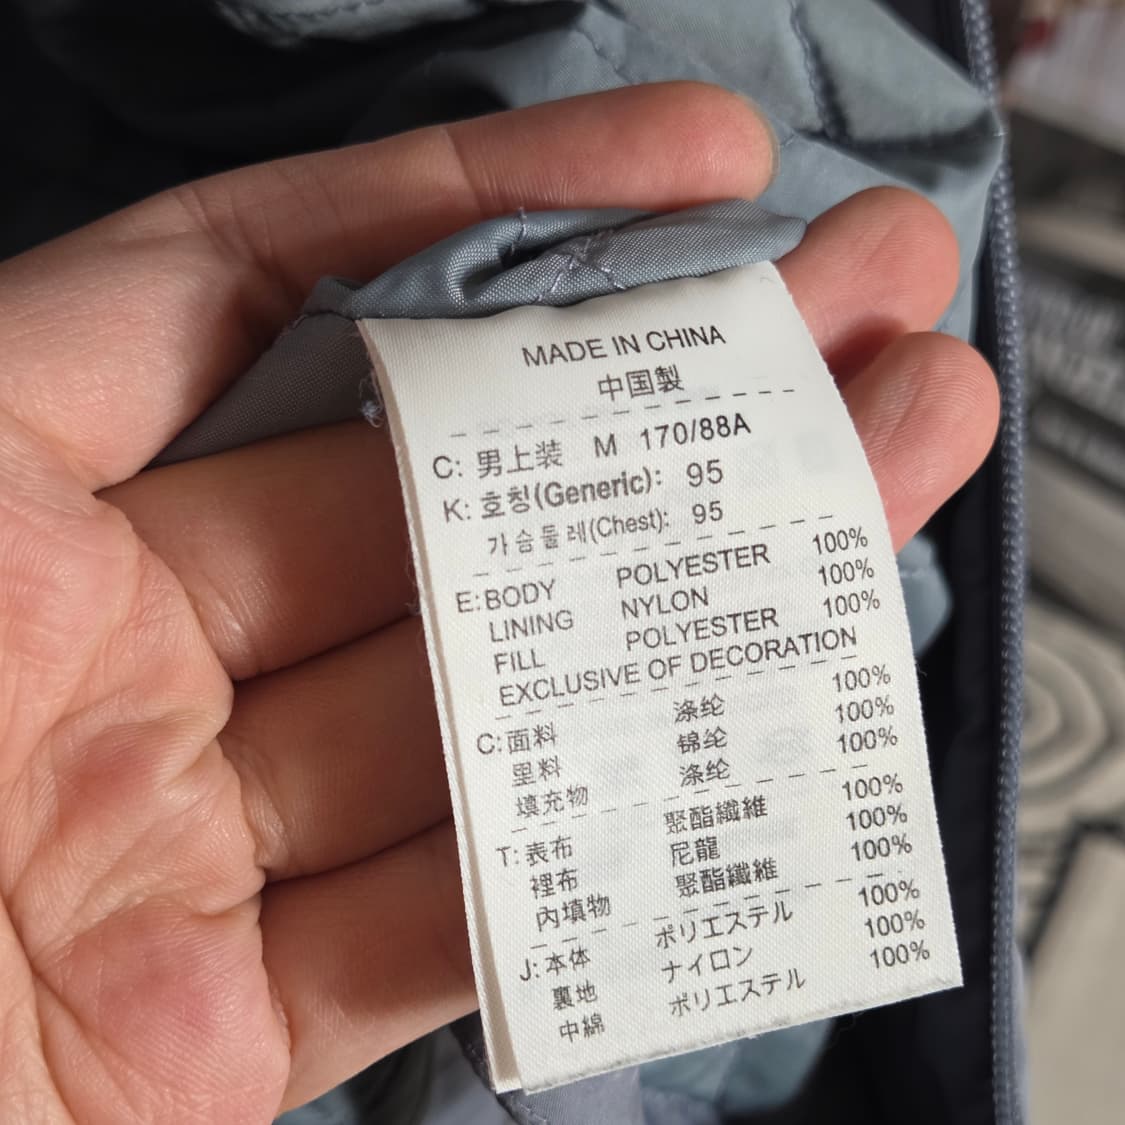 MADE IN CHINA
中国製
C: 男上装 M 170/88A
K: 호칭(Generic): 95
가슴둘레(Chest): 95
E: BODY POLYESTER 100%
LINING NYLON 100%
FILL POLYESTER 100%
EXCLUSIVE OF DECORATION
C: 面料 涤纶 100%
里料 锦纶 100%
填充物 涤纶 100%
T: 表布 聚酯纖維 100%
裡布 尼龍 100%
內填物 聚酯纖維 100%
J: 本体 ポリエステル 100%
裏地 ナイロン 100%
中綿 ポリエステル 100%